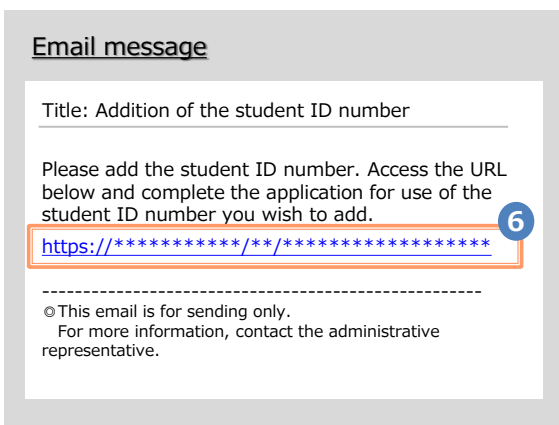 Email message
Title: Addition of the student ID number
Please add the student ID number. Access the URL
below and complete the application for use of the
student ID number you wish to add.
6
https://***********/**/******************
------------------------------------------------------
◎This email is for sending only.
For more information, contact the administrative
representative.